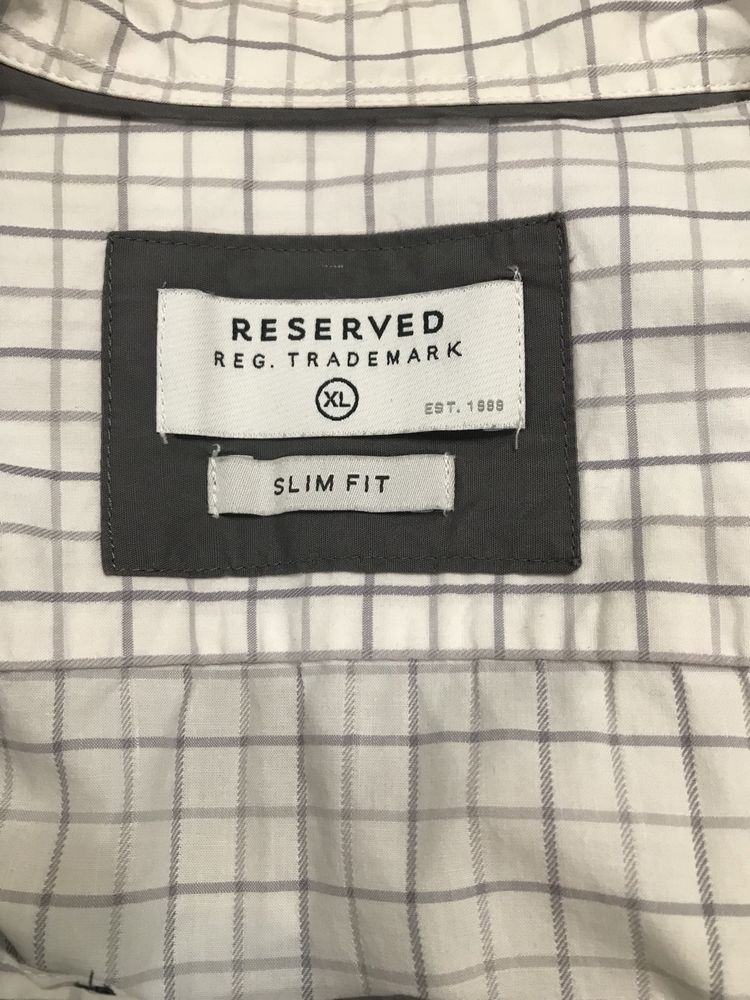 RESERVED
REG. TRADEMARK
XL
EST. 1999
SLIM FIT